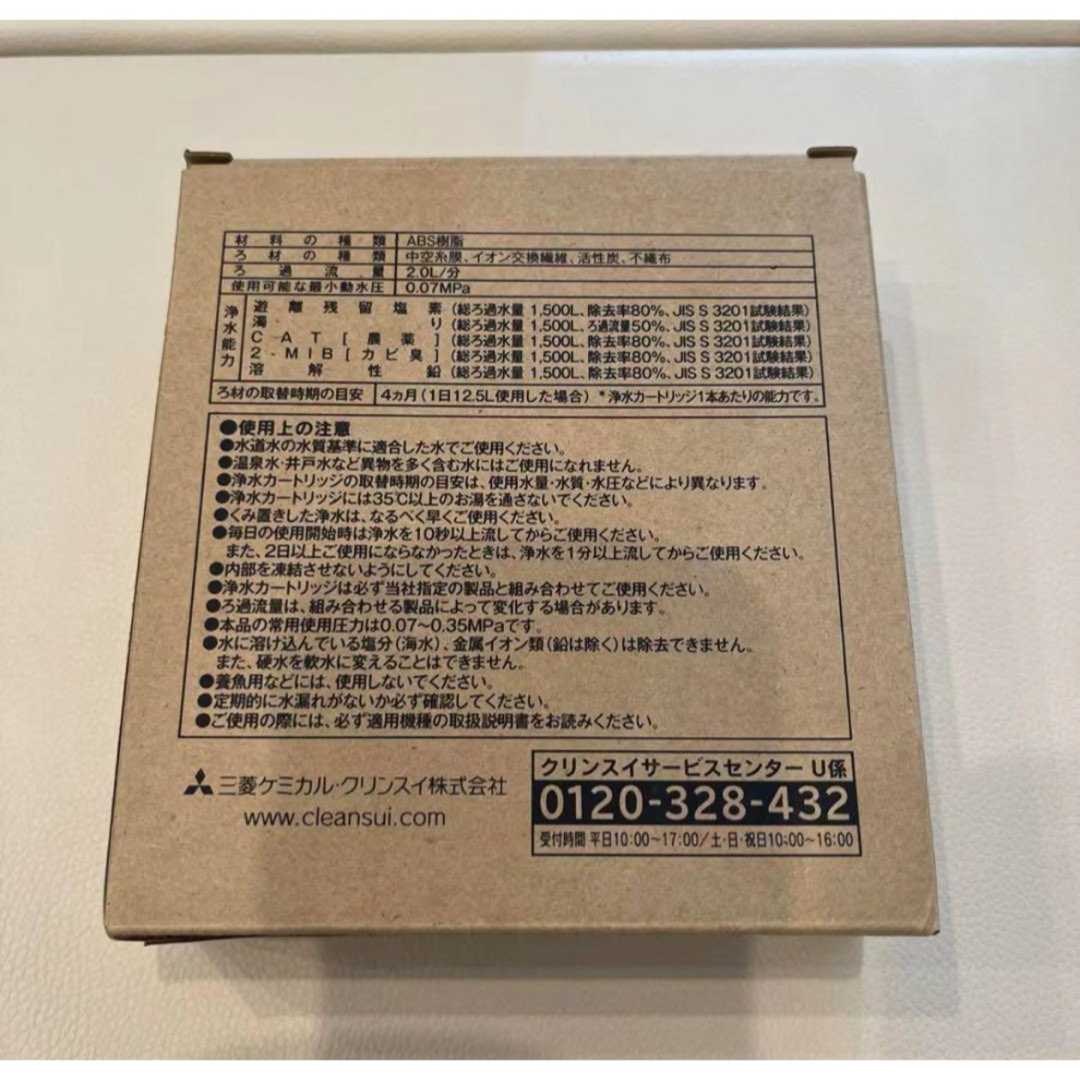 材料の種類 ABS樹脂
ろ材の種類 中空糸膜、イオン交換繊維、活性炭、不織布
ろ過流量 2.0L/分
使用可能な最小動水圧 0.07MPa
浄水能力
遊離残留塩素 (総ろ過水量 1,500L、除去率80%、JIS S 3201試験結果)
濁り (総ろ過水量 1,500L、ろ過流量50%、JIS S 3201試験結果)
CAT[農薬] (総ろ過水量 1,500L、除去率80%、JIS S 3201試験結果)
2-MIB[カビ臭] (総ろ過水量 1,500L、除去率80%、JIS S 3201試験結果)
溶解性鉛 (総ろ過水量 1,500L、除去率80%、JIS S 3201試験結果)
ろ材の取替時期の目安 4ヵ月(1日12.5L使用した場合) *浄水カートリッジ1本あたりの能力です。
●使用上の注意
●水道水の水質基準に適合した水でご使用ください。
●温泉水・井戸水など異物を多く含む水にはご使用になれません。
●浄水カートリッジの取替時期の目安は、使用水量・水質・水圧などにより異なります。
●浄水カートリッジには35℃以上のお湯を通さないでください。
●くみ置きした浄水は、なるべく早くご使用ください。
●毎日の使用開始時は浄水を10秒以上流してからご使用ください。
また、2日以上ご使用にならなかったときは、浄水を1分以上流してからご使用ください。
●内部を凍結させないようにしてください。
●浄水カートリッジは必ず当社指定の製品と組み合わせてご使用ください。
●ろ過流量は、組み合わせる製品によって変化する場合があります。
●本品の常用使用圧力は0.07~0.35MPaです。
●水に溶け込んでいる塩分(海水)、金属イオン類(鉛は除く)は除去できません。
また、硬水を軟水に変えることはできません。
●養魚用などには、使用しないでください。
●定期的に水漏れがないか必ず確認してください。
●ご使用の際には、必ず適用機種の取扱説明書をお読みください。
三菱ケミカル・クリンスイ株式会社
www.cleansui.com
クリンスイサービスセンター U係
0120-328-432
受付時間 平日10:00~17:00/土・日・祝日10:00~16:00